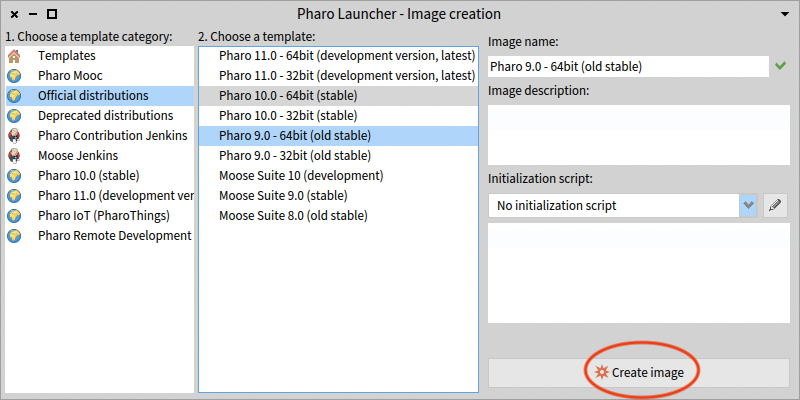 Pharo Launcher - Image creation
1. Choose a template category:
Templates
Pharo Mooc
Official distributions
Deprecated distributions
Pharo Contribution Jenkins
Moose Jenkins
Pharo 10.0 (stable)
Pharo 11.0 (development ver
Pharo IoT (PharoThings)
Pharo Remote Development
2. Choose a template:
Pharo 11.0 - 64bit (development version, latest)
Pharo 11.0 - 32bit (development version, latest)
Pharo 10.0 - 64bit (stable)
Pharo 10.0 - 32bit (stable)
Pharo 9.0 - 64bit (old stable)
Pharo 9.0 - 32bit (old stable)
Moose Suite 10 (development)
Moose Suite 9.0 (stable)
Moose Suite 8.0 (old stable)
Image name:
Pharo 9.0 - 64bit (old stable)
Image description:
Initialization script:
No initialization script
Create image